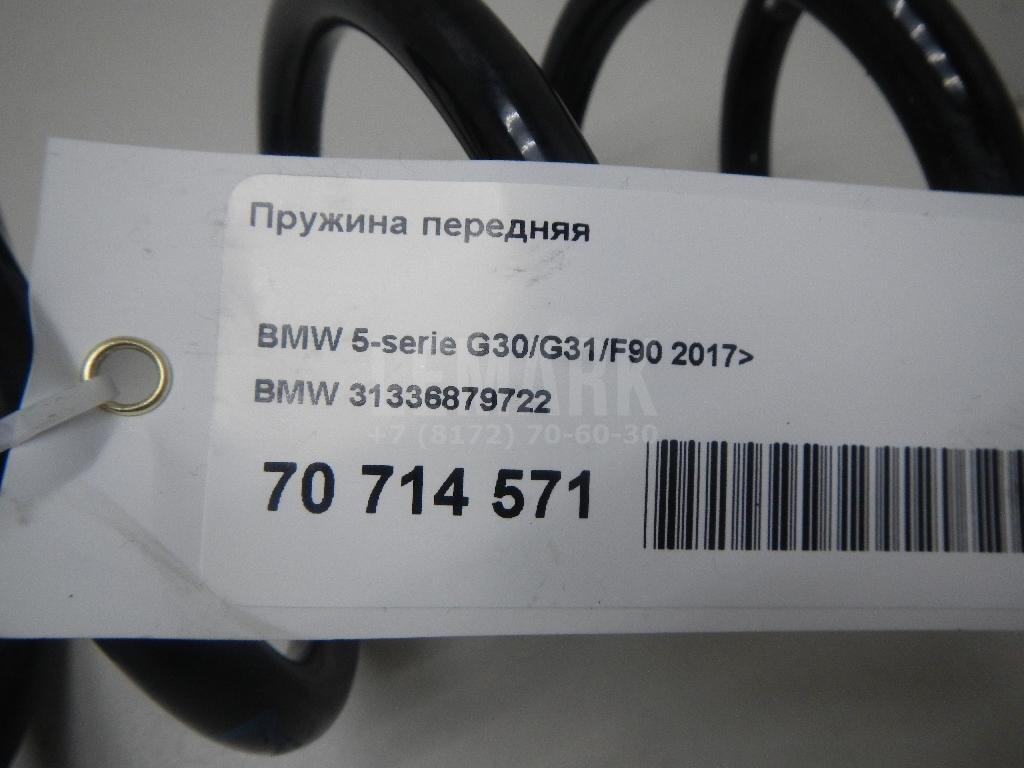 Пружина передняя
BMW 5-serie G30/G31/F90 2017>
BMW 31336879722
+7 (8172) 70-60-30
70 714 571